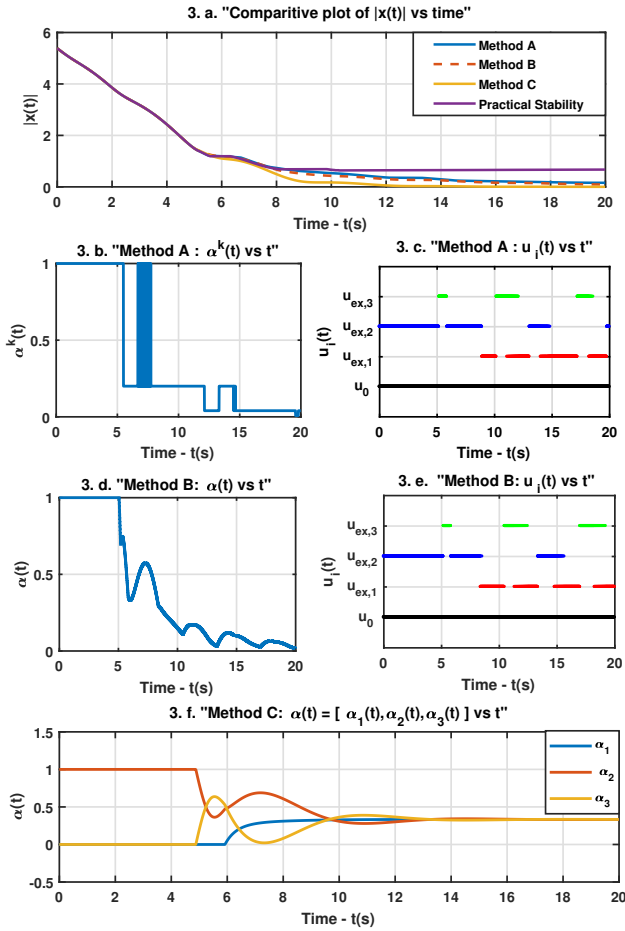 3. a. "Comparitive plot of |x(t)| vs time"
6
4
2
0
|x(t)|
Method A
Method B
Method C
Practical Stability
0 2 4 6 8 10 12 14 16 18 20
Time - t(s)
3. b. "Method A : α^k(t) vs t"
1
0.5
0
α^k(t)
0 5 10 15 20
Time - t(s)
3. c. "Method A : u_i(t) vs t"
u_ex,3
u_ex,2
u_ex,1
u_0
u_i(t)
0 5 10 15 20
Time - t(s)
3. d. "Method B: α(t) vs t"
1
0.5
0
α(t)
0 5 10 15 20
Time - t(s)
3. e. "Method B: u_i(t) vs t"
u_ex,3
u_ex,2
u_ex,1
u_0
u_i(t)
0 5 10 15 20
Time - t(s)
3. f. "Method C: α(t) = [ α_1(t),α_2(t),α_3(t) ] vs t"
1.5
1
0.5
0
-0.5
α(t)
α_1
α_2
α_3
0 2 4 6 8 10 12 14 16 18 20
Time - t(s)